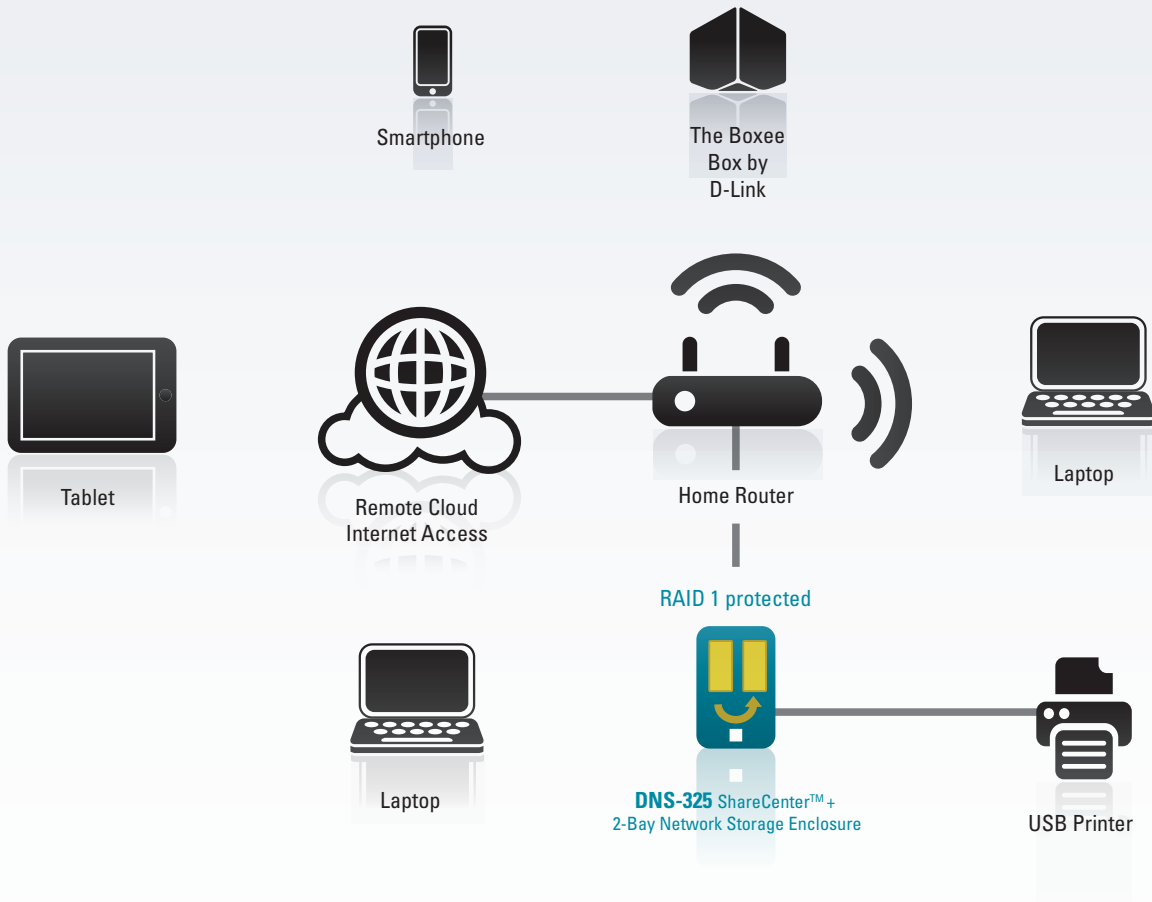 Smartphone
The Boxee
Box by
D-Link
Tablet
Remote Cloud
Internet Access
Home Router
Laptop
RAID 1 protected
Laptop
DNS-325 ShareCenter™+
2-Bay Network Storage Enclosure
USB Printer